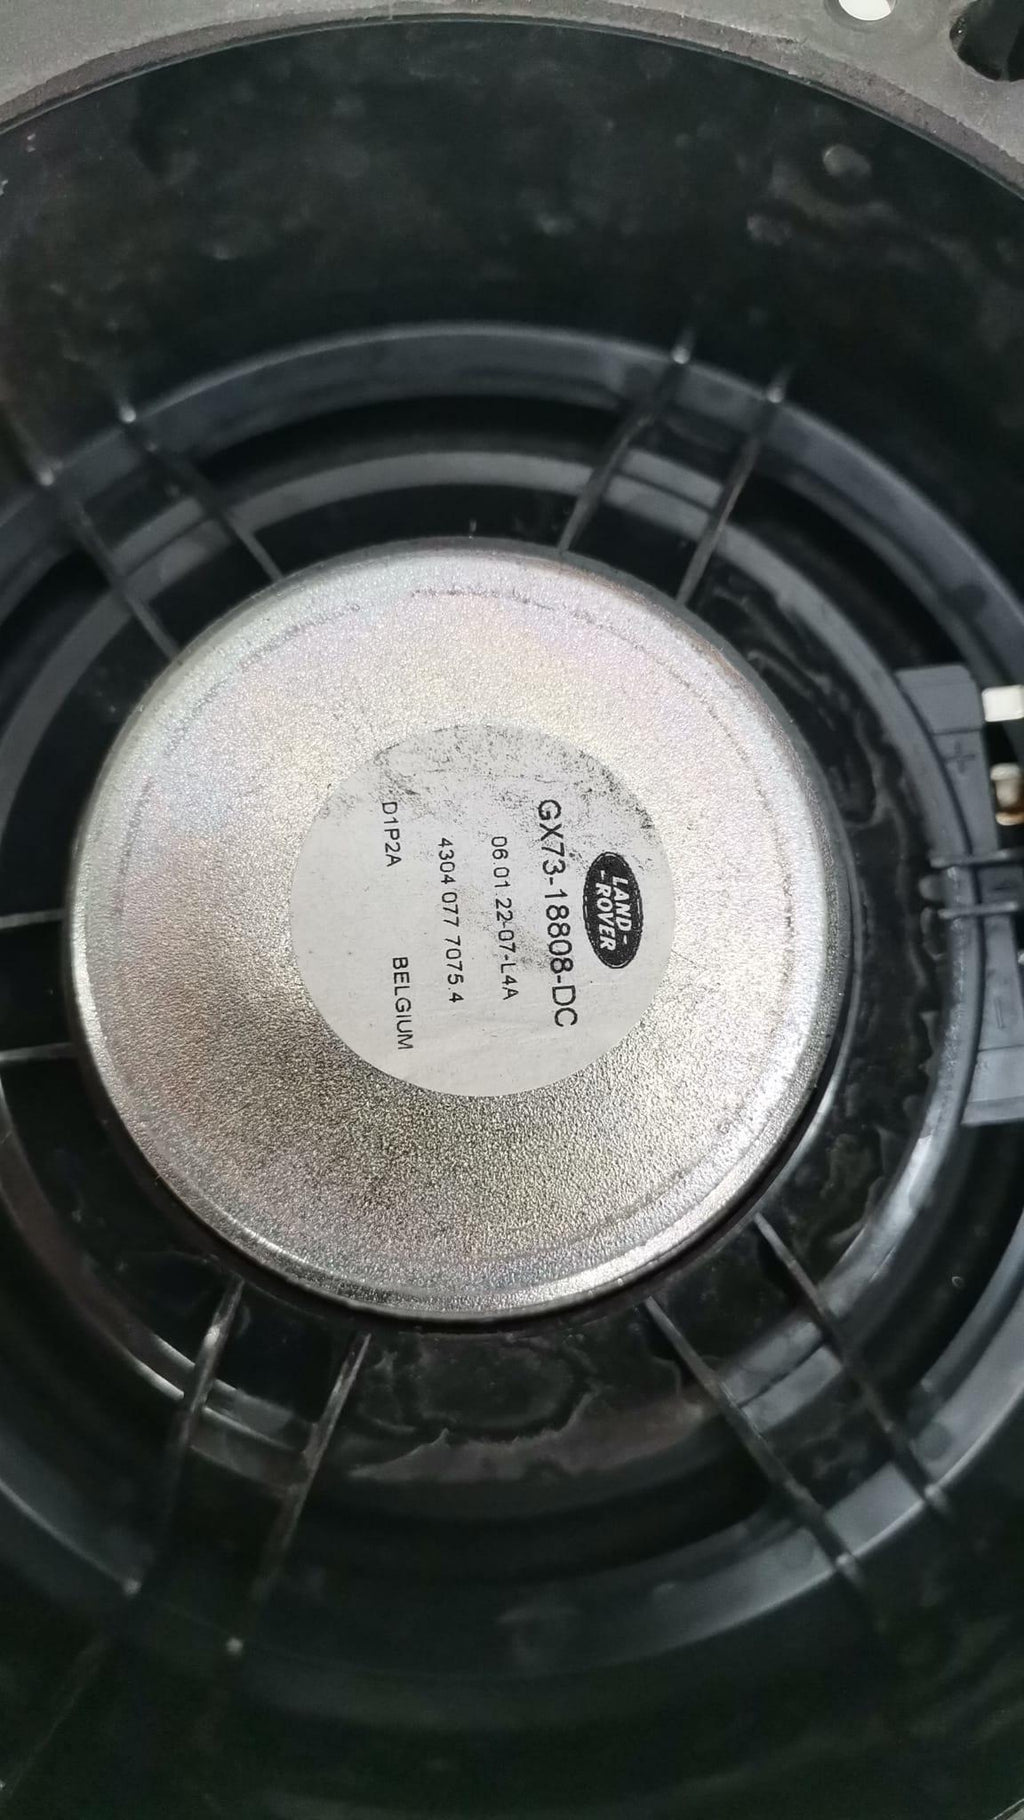 LAND-
-ROVER
GX73-18808-DC
06.01 22-07-L4A
4304 077 7075.4
D1P2A BELGIUM
+
-